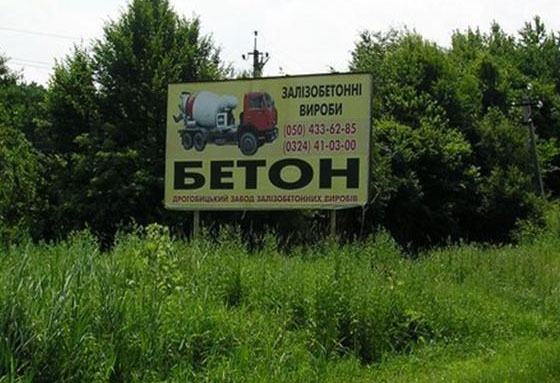 ЗАЛІЗОБЕТОННІ
ВИРОБИ
(050) 433-62-85
(0324) 41-03-00
БЕТОН
ДРОГОБИЦЬКИЙ ЗАВОД ЗАЛІЗОБЕТОННИХ ВИРОБІВ